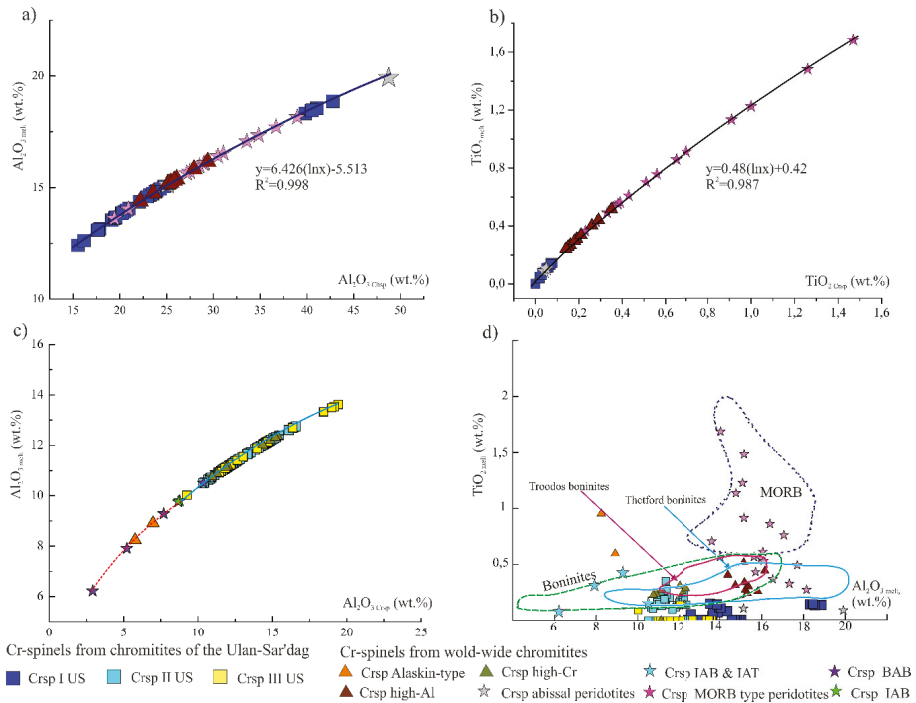 a)
Al₂O₃ melt (wt.%)
20
15
10
y=6.426(lnx)-5.513
R²=0.998
Al₂O₃ Crsp (wt.%)
15 20 25 30 35 40 45 50
b)
TiO₂ melt (wt.%)
1,6
1,2
0,8
0,4
0,0
y=0.48(lnx)+0.42
R²=0.987
TiO₂ Crsp (wt.%)
0,0 0,2 0,4 0,6 0,8 1,0 1,2 1,4 1,6
c)
Al₂O₃ melt (wt.%)
16
14
12
10
8
6
Al₂O₃ Crsp (wt.%)
0 5 10 15 20 25
d)
TiO₂ melt (wt.%)
2
1,5
1
0,5
Troodos boninites
Thetford borinites
MORB
Boninites
Al₂O₃ melt, (wt.%)
6 8 10 12 14 16 18 20
Cr-spinels from chromitites of the Ulan-Sar'dag
Crsp I US
Crsp II US
Crsp III US
Cr-spinels from wold-wide chromitites
Crsp Alaskin-type
Crsp high-Cr
Crsp IAB & IAT
Crsp BAB
Crsp high-Al
Crsp abissal peridotites
Crsp MORB type peridotites
Crsp IAB